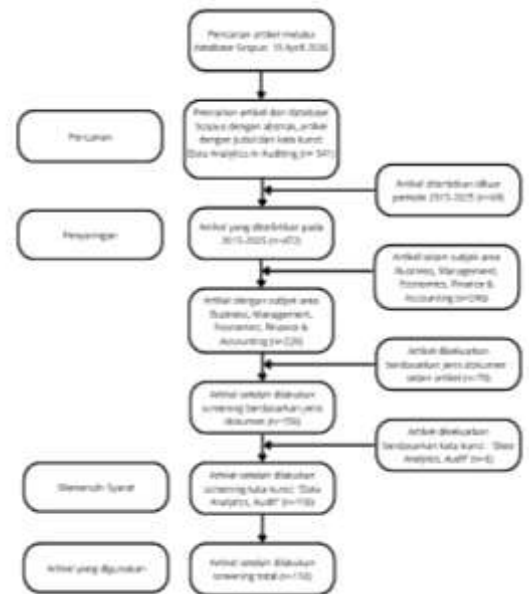 Pencarian artikel melalui
database Scopus
Pencarian
Pencarian artikel dari database
Scopus dengan abstrak, artikel
dengan judul dan kata kunci:
Data Analytics in Auditing
Artikel diterbitkan diluar
periode 2015-2025
Penyaringan
Artikel yang diterbitkan pada
2015-2025
Artikel selain subjek area
Business, Management,
Economics, Finance &
Accounting
Artikel dengan subjek area
Business, Management,
Economics, Finance &
Accounting
Artikel dikeluarkan
berdasarkan jenis dokumen
selain artikel
Artikel setelah dilakukan
screening berdasarkan jenis
dokumen
Artikel dikeluarkan
berdasarkan kata kunci: "Data
Analytics, Audit"
Memenuhi Syarat
Artikel setelah dilakukan
screening kata kunci: "Data
Analytics, Audit"
Artikel yang digunakan
Artikel setelah dilakukan
screening total